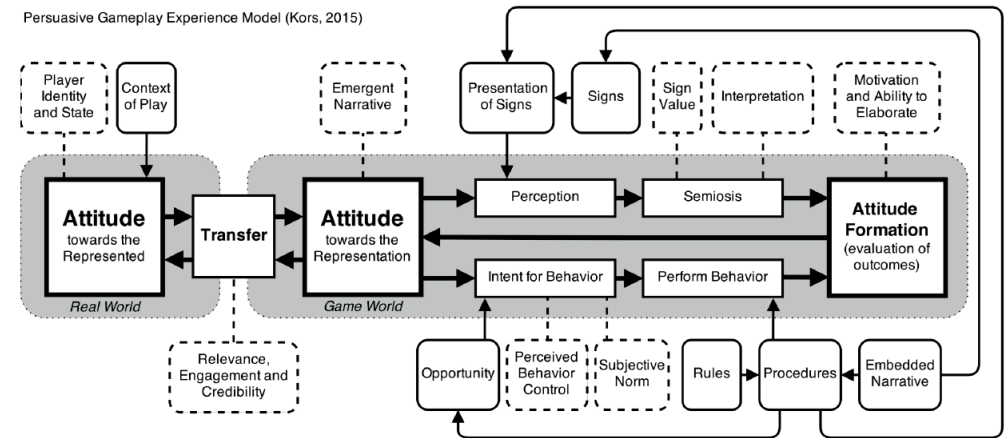 Persuasive Gameplay Experience Model (Kors, 2015)
Player
Identity
and State
Context
of Play
Emergent
Narrative
Presentation
of Signs
Signs
Sign
Value
Interpretation
Motivation
and Ability to
Elaborate
Attitude
towards the
Represented
Real World
Transfer
Attitude
towards the
Representation
Game World
Perception
Semiosis
Intent for Behavior
Perform Behavior
Attitude
Formation
(evaluation of
outcomes)
Relevance,
Engagement and
Credibility
Opportunity
Perceived
Behavior
Control
Subjective
Norm
Rules
Procedures
Embedded
Narrative